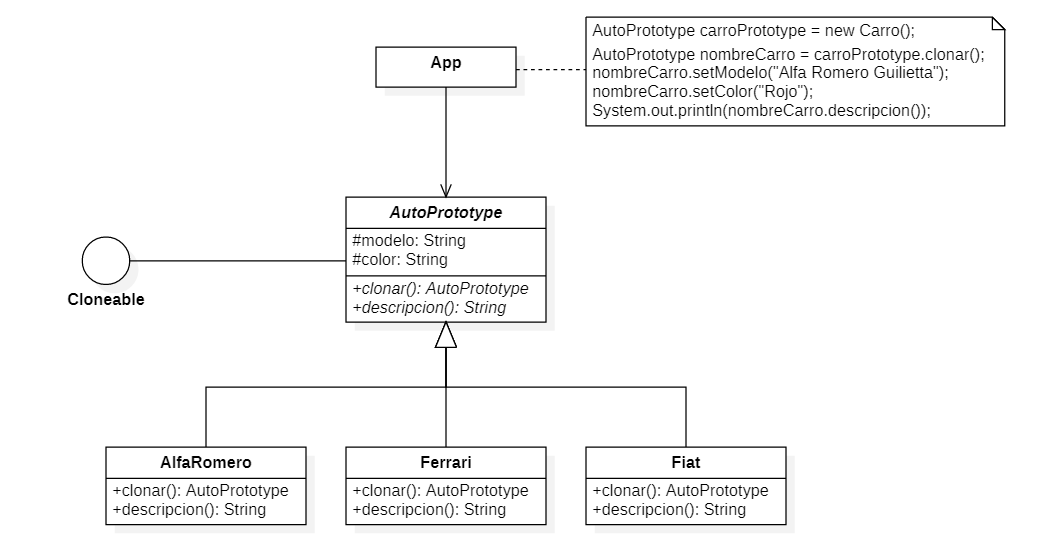 App
AutoPrototype carroPrototype = new Carro();
AutoPrototype nombreCarro = carroPrototype.clonar();
nombreCarro.setModelo("Alfa Romero Guilietta");
nombreCarro.setColor("Rojo");
System.out.println(nombreCarro.descripcion());
AutoPrototype
#modelo: String
#color: String
+clonar(): AutoPrototype
+descripcion(): String
Cloneable
AlfaRomero
+clonar(): AutoPrototype
+descripcion(): String
Ferrari
+clonar(): AutoPrototype
+descripcion(): String
Fiat
+clonar(): AutoPrototype
+descripcion(): String